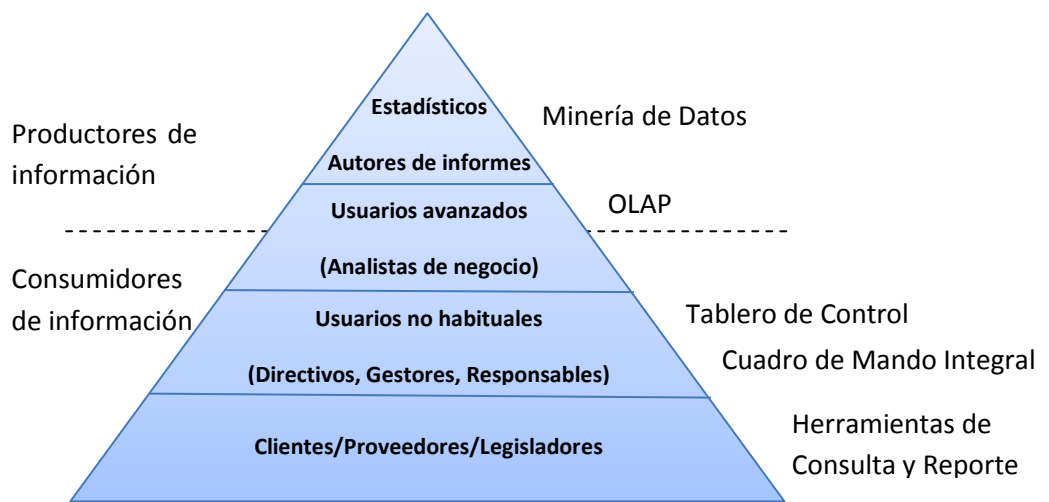 Estadísticos
Minería de Datos
Productores de
información
Autores de informes
Usuarios avanzados
OLAP
(Analistas de negocio)
Consumidores
de información
Usuarios no habituales
Tablero de Control
(Directivos, Gestores, Responsables)
Cuadro de Mando Integral
Clientes/Proveedores/Legisladores
Herramientas de
Consulta y Reporte